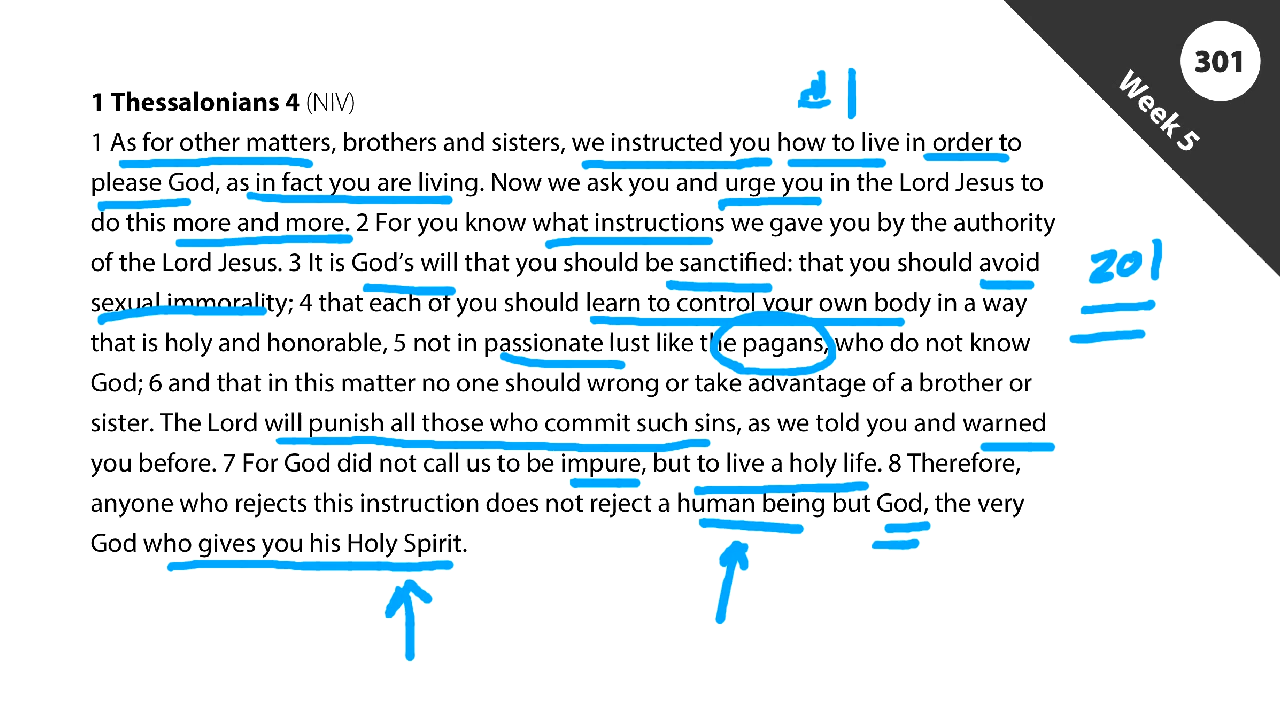 301
Week 5
1 Thessalonians 4 (NIV)
1 As for other matters, brothers and sisters, we instructed you how to live in order to
please God, as in fact you are living. Now we ask you and urge you in the Lord Jesus to
do this more and more. 2 For you know what instructions we gave you by the authority
of the Lord Jesus. 3 It is God’s will that you should be sanctified: that you should avoid
sexual immorality; 4 that each of you should learn to control your own body in a way
that is holy and honorable, 5 not in passionate lust like the pagans, who do not know
God; 6 and that in this matter no one should wrong or take advantage of a brother or
sister. The Lord will punish all those who commit such sins, as we told you and warned
you before. 7 For God did not call us to be impure, but to live a holy life. 8 Therefore,
anyone who rejects this instruction does not reject a human being but God, the very
God who gives you his Holy Spirit.
201